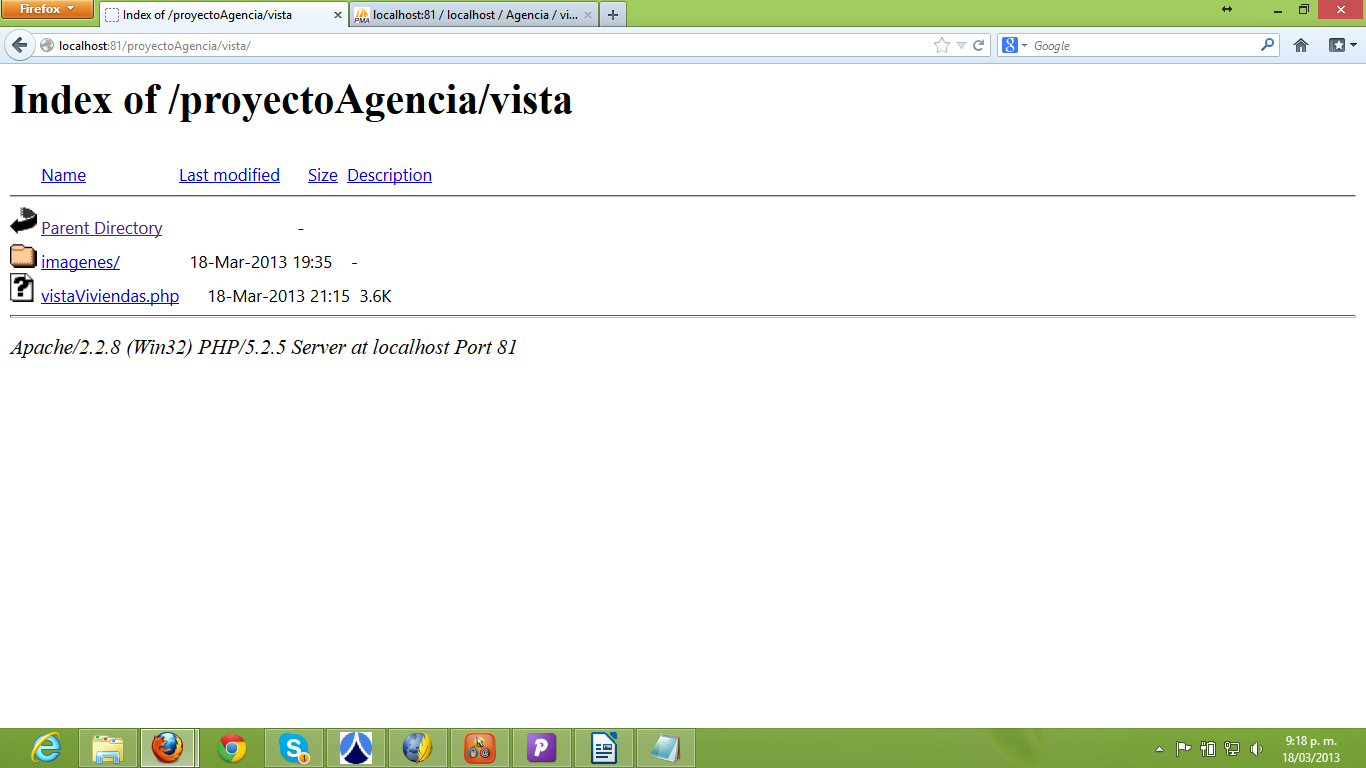 Firefox
Index of /proyectoAgencia/vista
PMA
localhost:81 / localhost / Agencia / vi...
localhost:81/proyectoAgencia/vista/
8 Google
Index of /proyectoAgencia/vista
Name Last modified Size Description
Parent Directory -
imagenes/ 18-Mar-2013 19:35 -
vistaViviendas.php 18-Mar-2013 21:15 3.6K
Apache/2.2.8 (Win32) PHP/5.2.5 Server at localhost Port 81
1
9:18 p. m.
18/03/2013